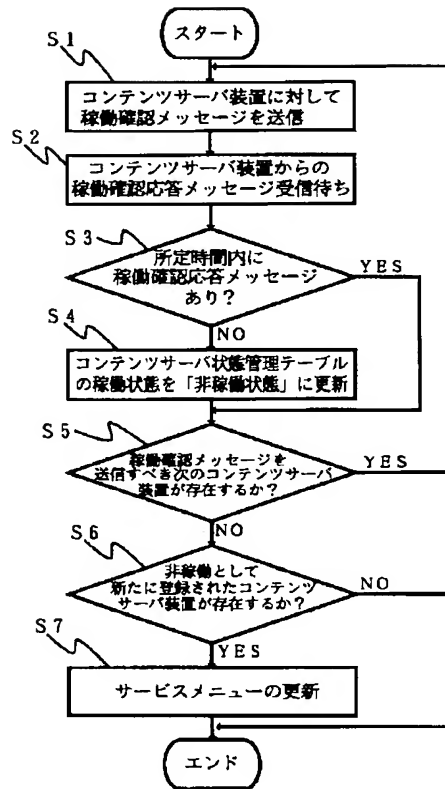 スタート
S1
コンテンツサーバ装置に対して
稼働確認メッセージを送信
S2
コンテンツサーバ装置からの
稼働確認応答メッセージ受信待ち
S3
所定時間内に
稼働確認応答メッセージ
あり?
YES
NO
S4
コンテンツサーバ状態管理テーブル
の稼働状態を「非稼働状態」に更新
S5
稼働確認メッセージを
送信すべき次のコンテンツサーバ
装置が存在するか?
YES
NO
S6
非稼働として
新たに登録されたコンテンツ
サーバ装置が存在するか?
NO
YES
S7
サービスメニューの更新
エンド